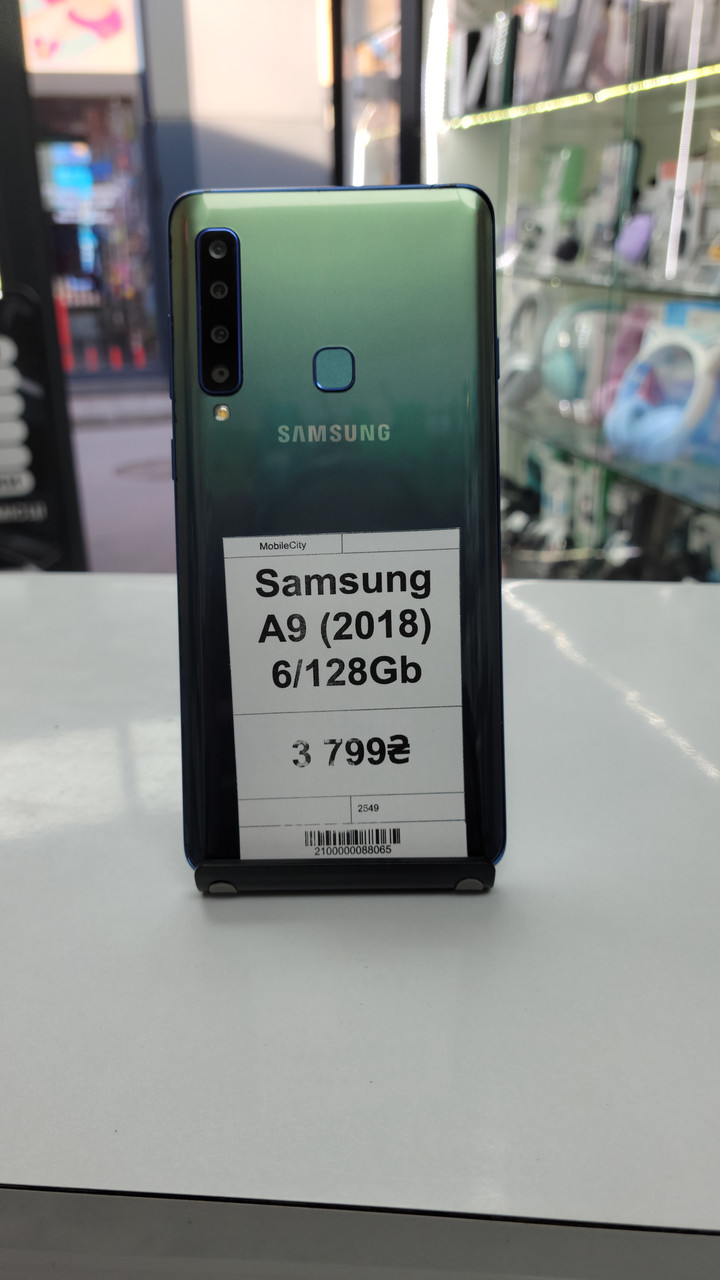 SAMSUNG
MobileCity
Samsung
A9 (2018)
6/128Gb
3 799₴
2549
2100000088065